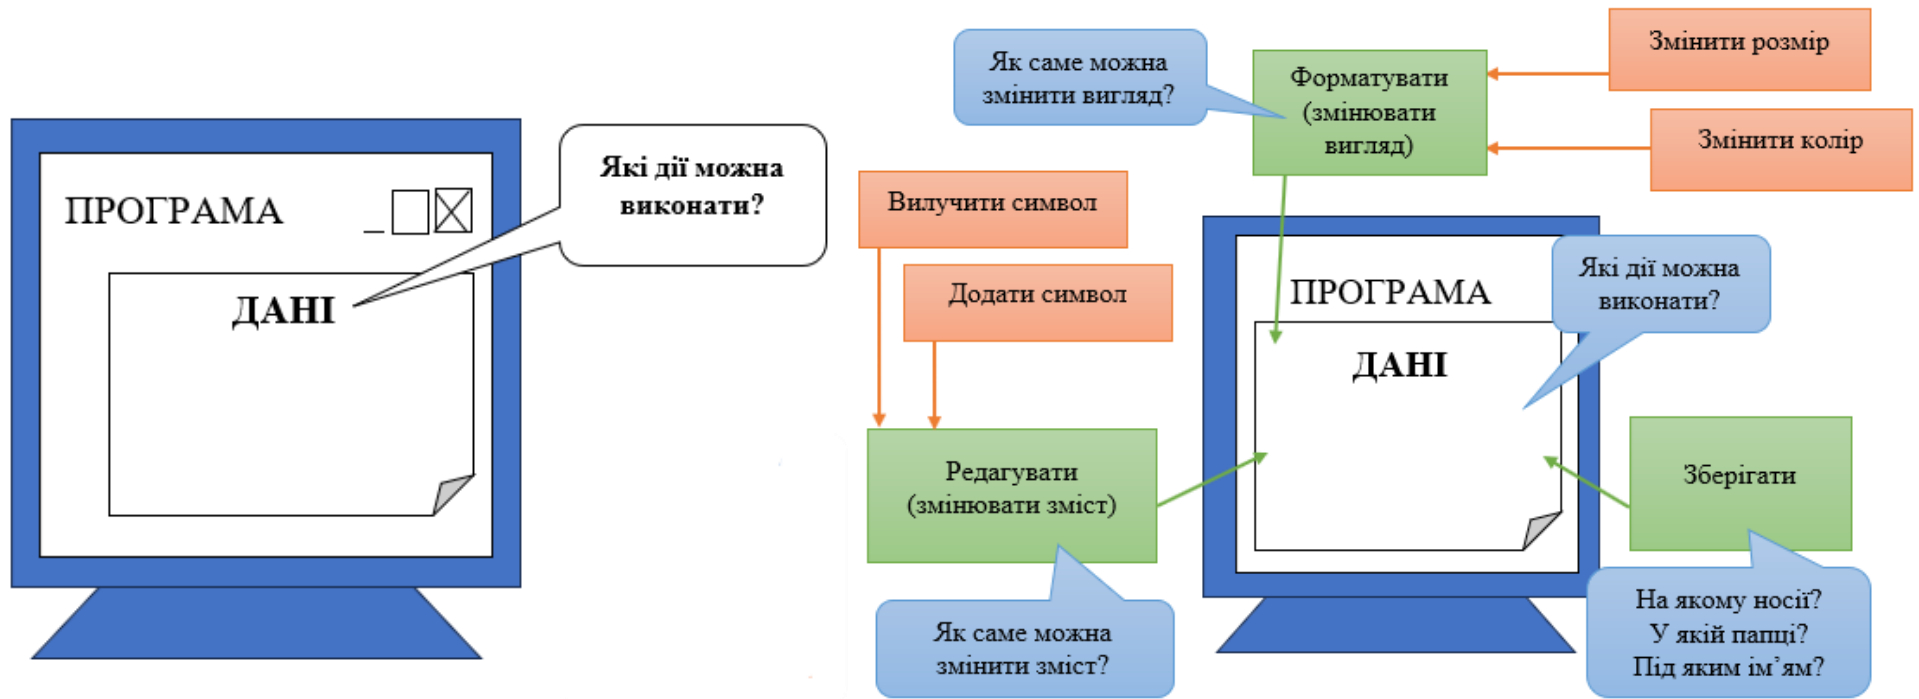 ПРОГРАМА
ДАНІ
Які дії можна
виконати?
Як саме можна
змінити вигляд?
Форматувати
(змінювати
вигляд)
Змінити розмір
Змінити колір
Вилучити символ
Додати символ
Редагувати
(змінювати зміст)
Як саме можна
змінити зміст?
ПРОГРАМА
ДАНІ
Які дії можна
виконати?
Зберігати
На якому носії?
У якій папці?
Під яким ім’ям?